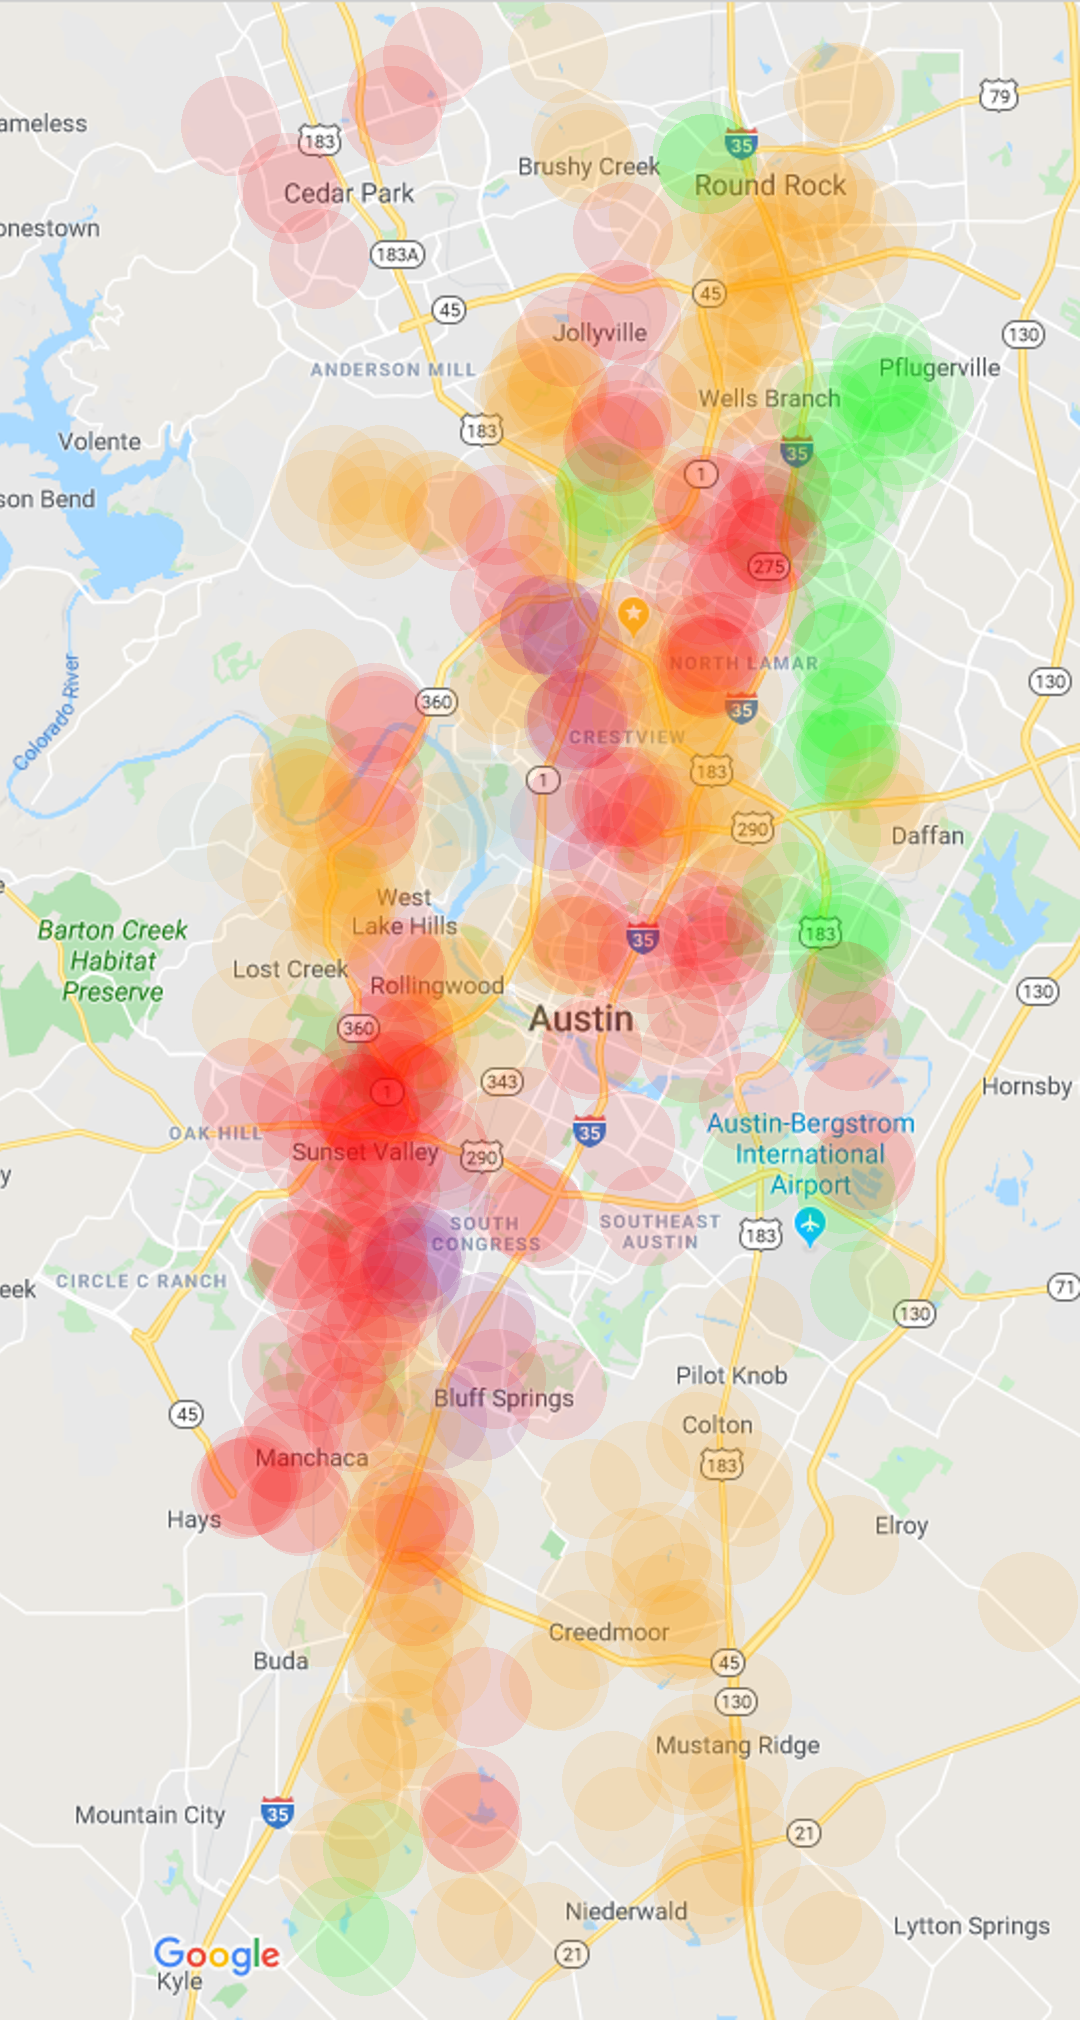 79
35
183
ameless
Brushy Creek
Round Rock
Cedar Park
onestown
183A
45
45
Jollyville
130
ANDERSON MILL
Pflugerville
Wells Branch
183
Volente
35
1
son Bend
275
NORTH LAMAR
130
Colorado River
360
35
CRESTVIEW
183
1
290
Daffan
West
Lake Hills
Barton Creek
Habitat
Preserve
35
183
Lost Creek
Rollingwood
130
Austin
360
343
Hornsby
1
Austin-Bergstrom
International
Airport
OAK HILL
35
Sunset Valley
290
y
SOUTH
CONGRESS
SOUTHEAST
AUSTIN
183
CIRCLE C RANCH
eek
71
130
Pilot Knob
Bluff Springs
45
Colton
Manchaca
183
Hays
Elroy
Creedmoor
Buda
45
130
Mustang Ridge
Mountain City
35
21
Niederwald
Lytton Springs
Google
21
Kyle